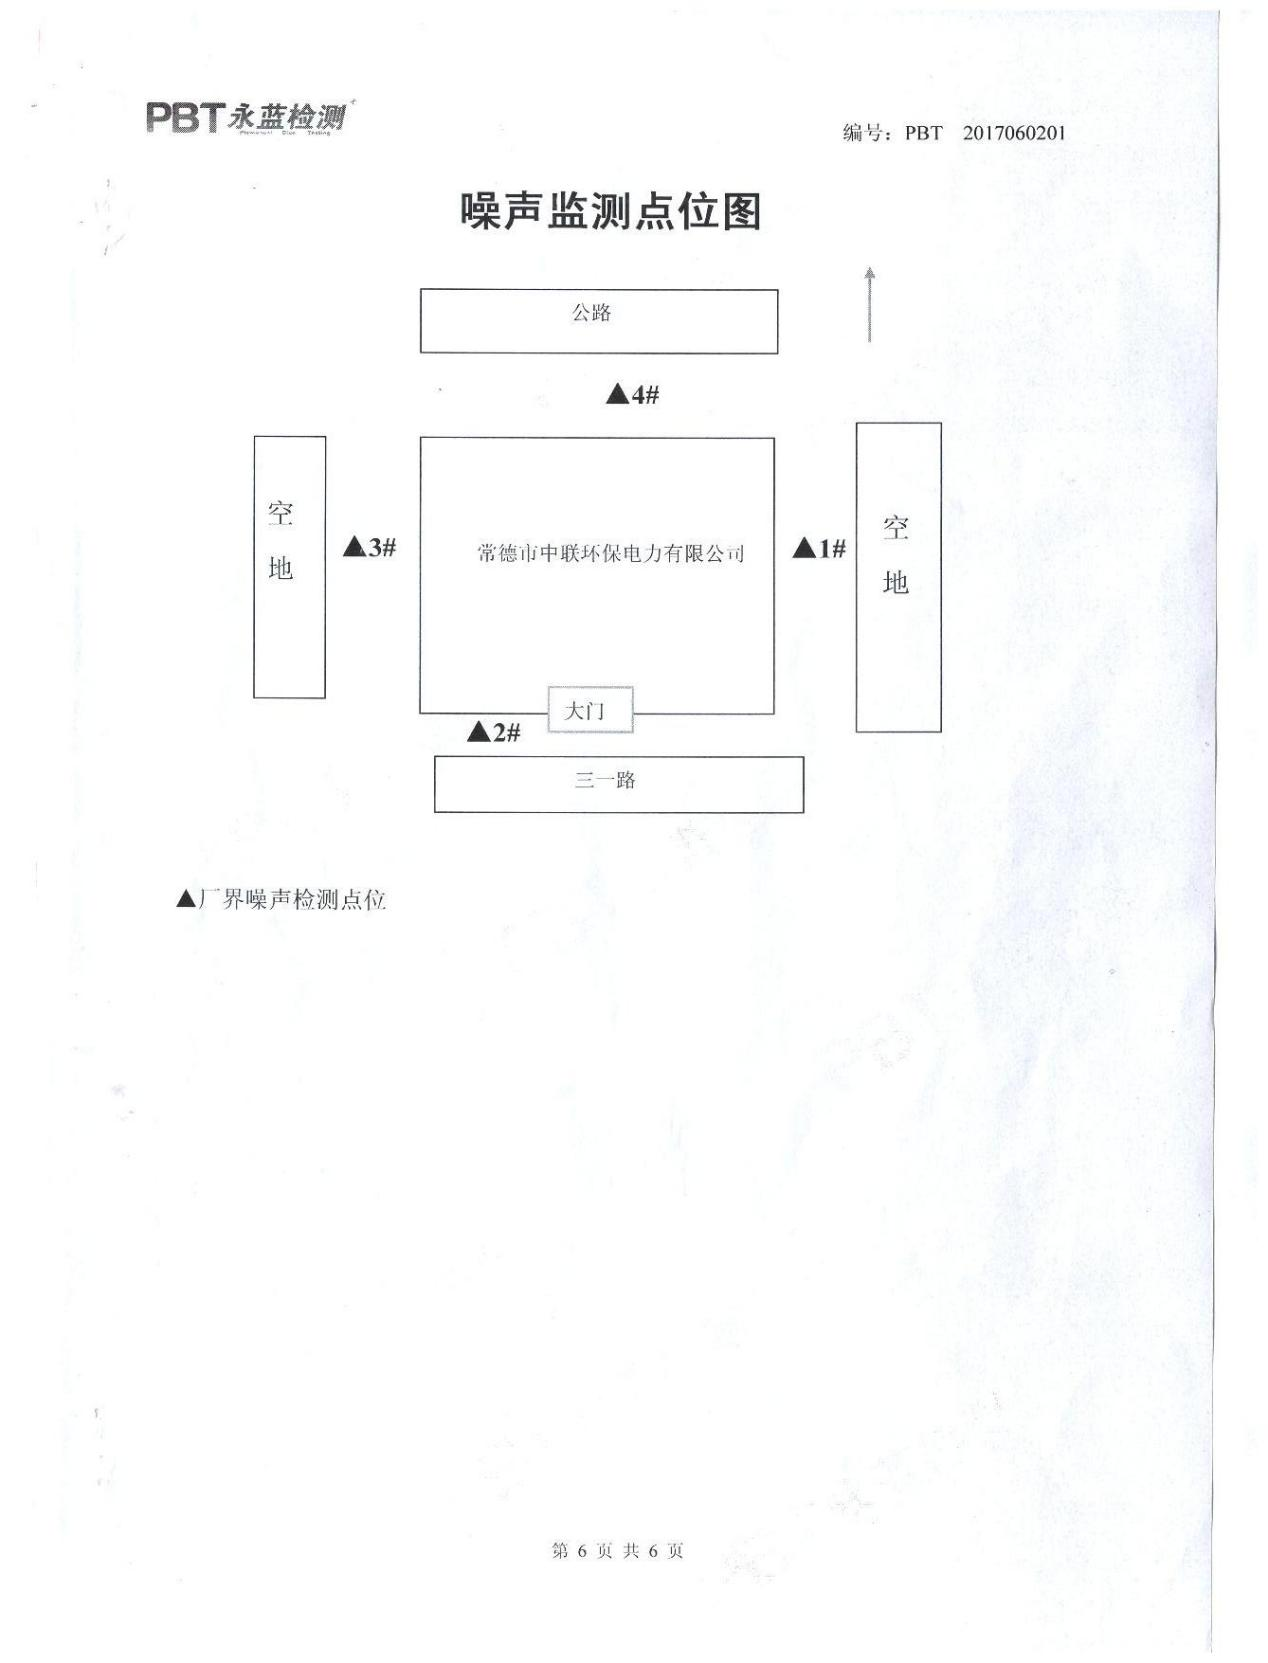 PBT永蓝检测
Permanent Blue Testing
编号：PBT 2017060201
噪声监测点位图
公路
▲4#
空地
▲3#
常德市中联环保电力有限公司
▲1#
空地
大门
▲2#
三一路
▲厂界噪声检测点位
第 6 页 共 6 页